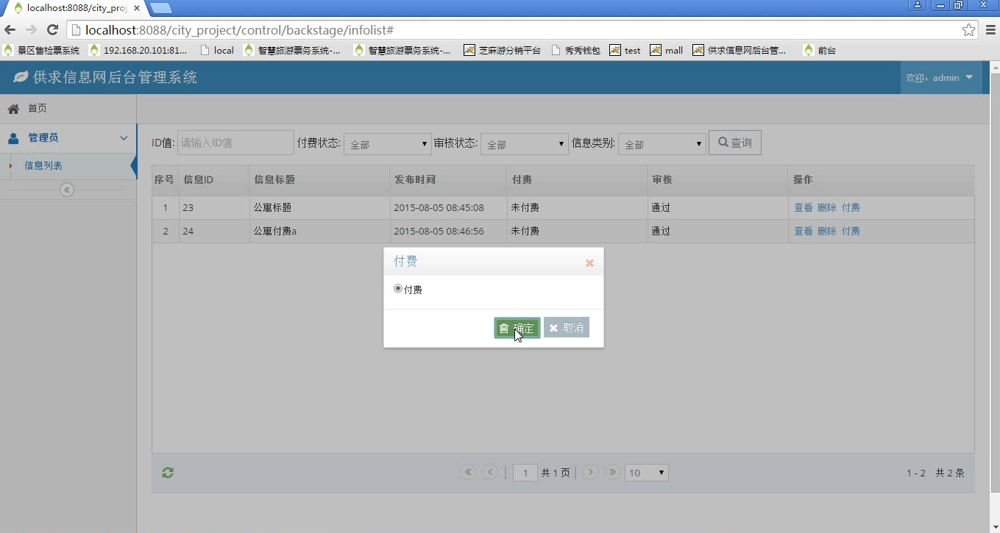 localhost:8088/city_proj
localhost:8088/city_project/control/backstage/infolist#
景区售检票系统 192.168.20.101:81... local 智慧旅游票务系统-... 智慧旅游票务系统-... 芝麻游分销平台 秀秀钱包 test mall 供求信息网后台管... 前台
供求信息网后台管理系统 欢迎，admin
首页
管理员
信息列表
ID值: 请输入ID值 付费状态: 全部 审核状态: 全部 信息类别: 全部 查询
序号 信息ID 信息标题 发布时间 付费 审核 操作
1 23 公寓标题 2015-08-05 08:45:08 未付费 通过 查看 删除 付费
2 24 公寓付费a 2015-08-05 08:46:56 未付费 通过 查看 删除 付费
付费
付费
确定 取消
1 共 1 页 10 1 - 2 共 2 条